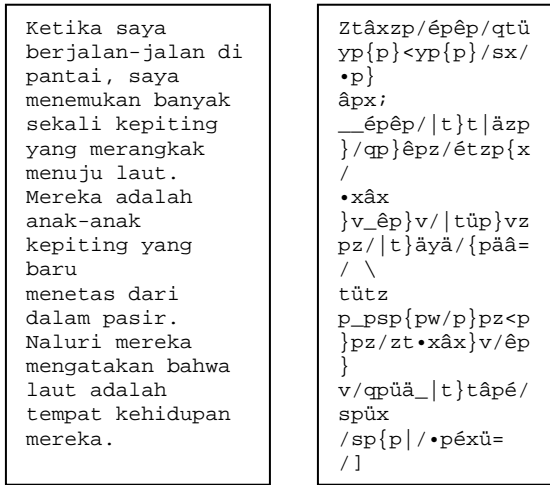 Ketika saya
berjalan-jalan di
pantai, saya
menemukan banyak
sekali kepiting
yang merangkak
menuju laut.
Mereka adalah
anak-anak
kepiting yang
baru
menetas dari
dalam pasir.
Naluri mereka
mengatakan bahwa
laut adalah
tempat kehidupan
mereka.
Ztâxzp/épêp/qtü
yp{p}<yp{p}/sx/
•p}
âpx;
__épêp/|t}t|äzp
}/qp}êpz/étzp{x
/
•xâx
}v_êp}v/|tüp}vz
pz/|t}äyä/{päâ=
/ \
tütz
p_psp{pw/p}pz<p
}pz/zt•xâx}v/êp
}
v/qpüä_|t}tâpé/
spüx
/sp{p|/•péxü=
/]